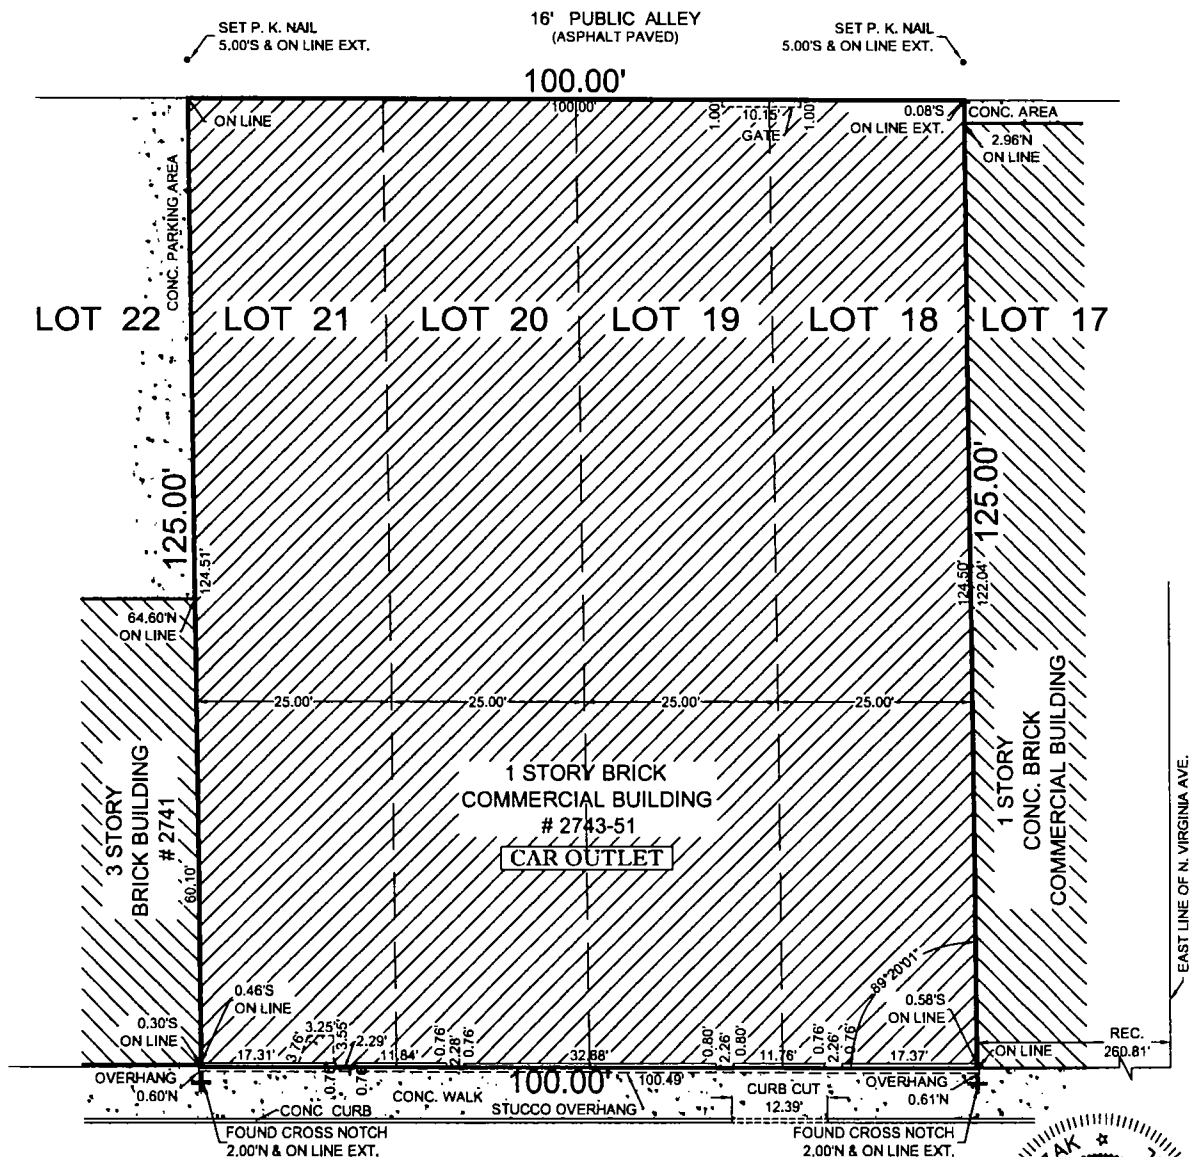 16' PUBLIC ALLEY
(ASPHALT PAVED)
SET P. K. NAIL
5.00'S & ON LINE EXT.
SET P. K. NAIL
5.00'S & ON LINE EXT.
100.00'
100.00'
ON LINE
1.00'
10.15'
1.00'
GATE
0.08'S
ON LINE EXT.
CONC. AREA
2.96'N
ON LINE
CONC. PARKING AREA
LOT 22
LOT 21
LOT 20
LOT 19
LOT 18
LOT 17
125.00'
124.51'
125.00'
124.50'
122.04'
64.60'N
ON LINE
25.00'
25.00'
25.00'
25.00'
3 STORY
BRICK BUILDING
# 2741
60.10'
1 STORY BRICK
COMMERCIAL BUILDING
# 2743-51
CAR OUTLET
1 STORY
CONC. BRICK
COMMERCIAL BUILDING
EAST LINE OF N. VIRGINIA AVE.
89°20'01"
0.46'S
ON LINE
0.58'S
ON LINE
0.30'S
ON LINE
3.25'
3.76'
3.55'
2.29'
17.31'
11.84'
0.76'
2.28'
0.76'
32.88'
0.80'
2.26'
0.80'
11.76'
0.76'
2.26'
0.76'
17.37'
ON LINE
REC.
260.81'
0.76'
0.76'
OVERHANG
0.60'N
100.00'
100.49'
CONC. WALK
CONC. CURB
STUCCO OVERHANG
CURB CUT
12.39'
OVERHANG
0.61'N
FOUND CROSS NOTCH
2.00'N & ON LINE EXT.
FOUND CROSS NOTCH
2.00'N & ON LINE EXT.